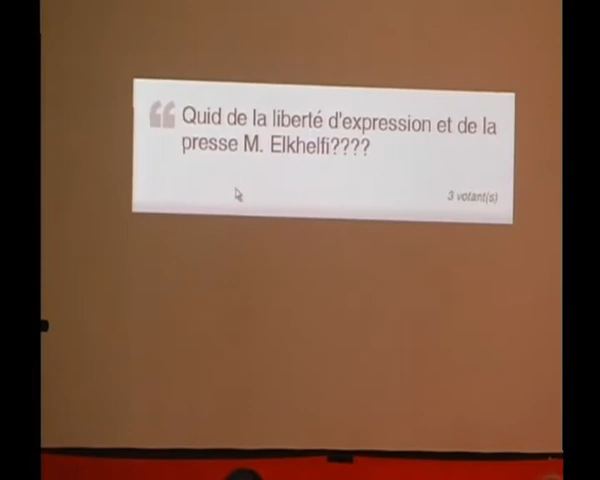 Quid de la liberté d'expression et de la
presse M. Elkhelfi????
3 votant(s)